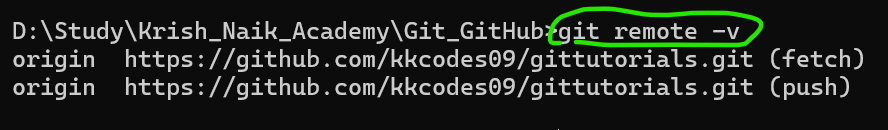 D:\Study\Krish_Naik_Academy\Git_GitHub>git remote -v
origin  https://github.com/kkcodes09/gittutorials.git (fetch)
origin  https://github.com/kkcodes09/gittutorials.git (push)